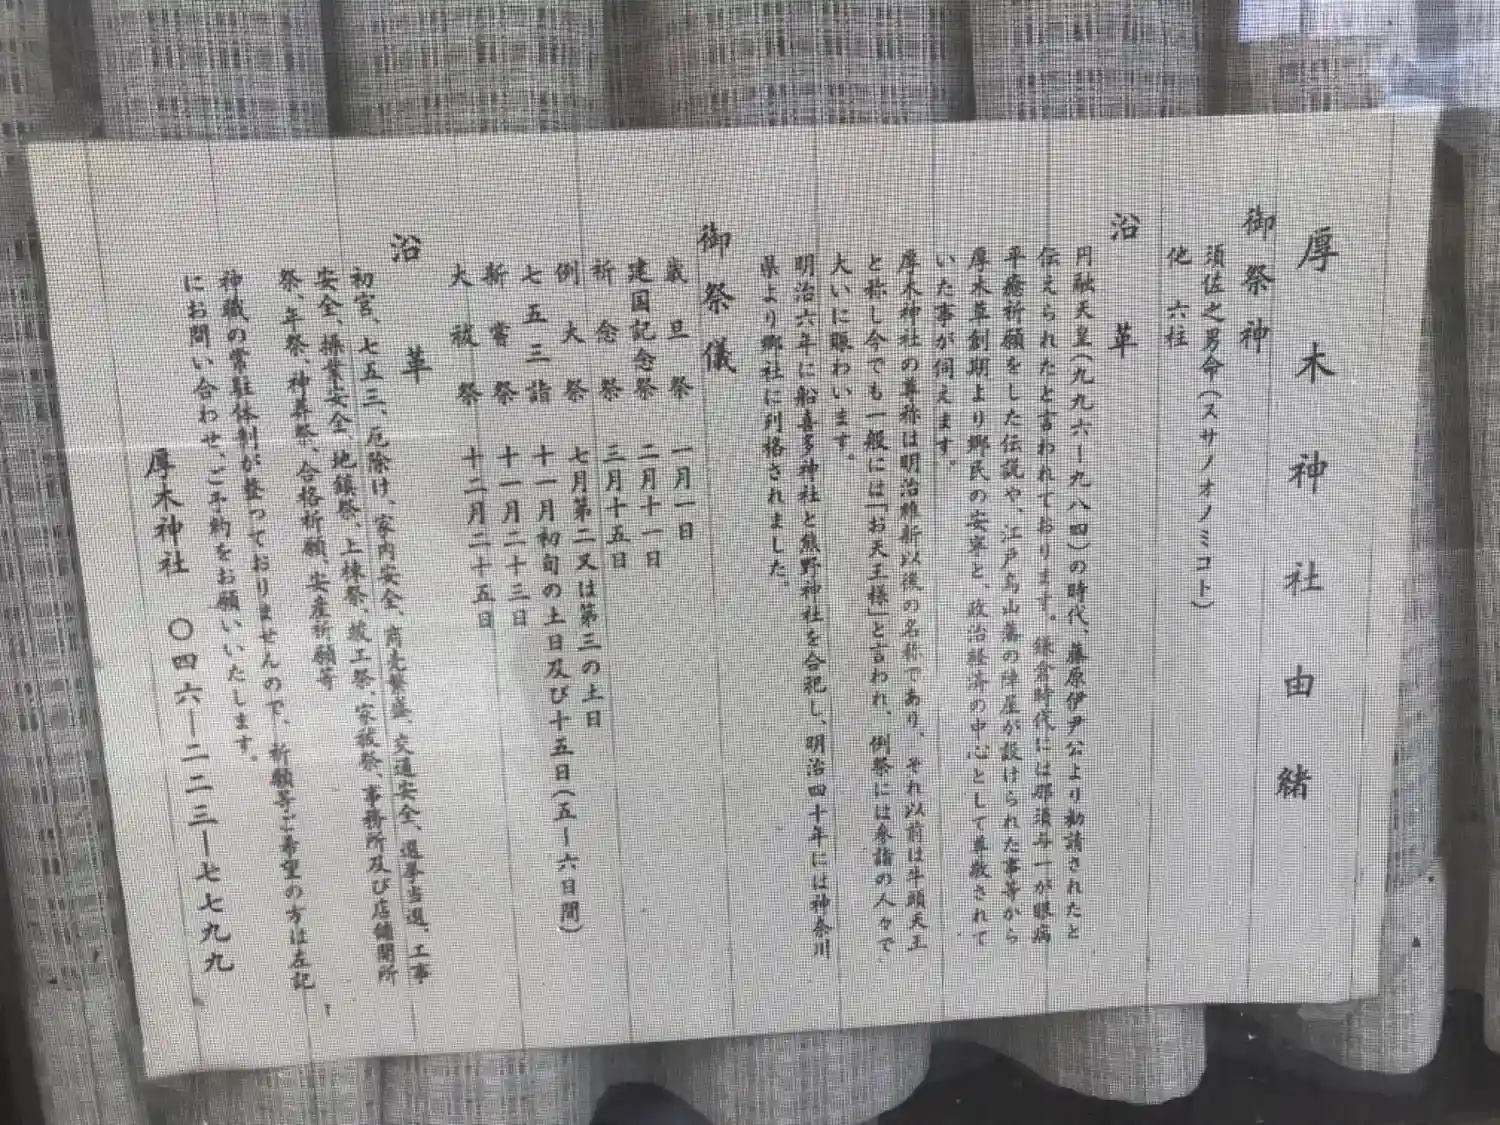 厚木神社由緒
御祭神
須佐之男命(スサノオノミコト)
他 六柱
沿革
円融天皇(九九六ー九八四)の時代、藤原伊尹公より勧請されたと
伝えられたと言われております。鎌倉時代には那須与一が眼病
平癒祈願をした伝説や、江戸烏山藩の陣屋が設けられた事等から
厚木草創期より郷民の安寧と、政治経済の中心として尊敬されて
いた事が伺えます。
厚木神社の尊称は明治維新以後の名称であり、それ以前は牛頭天王
と称し今でも一般には「お天王様」と言われ、例祭には参詣の人々で
大いに賑わいます。
明治六年に船喜多神社と熊野神社を合祀し、明治四十年には神奈川
県より郷社に列格されました。
御祭儀
歳旦祭 一月一日
建国記念祭 二月十一日
祈念祭 三月十五日
例大祭 七月第二又は第三の土日
七五三詣 十一月初旬の土日及び十五日(五ー六日間)
新嘗祭 十一月二十三日
大祓祭 十二月二十五日
沿革
初宮、七五三、厄除け、家内安全、商売繁盛、交通安全、選挙当選、工事
安全、操業安全、地鎮祭、上棟祭、竣工祭、家祓祭、事務所及び店舗開所
祭、年祭、神葬祭、合格祈願、安産祈願等
神職の常駐体制が整っておりませんので、祈願等ご希望の方は左記
にお問い合わせ、ご予約をお願いいたします。
厚木神社 〇四六ー二二三ー七七九九